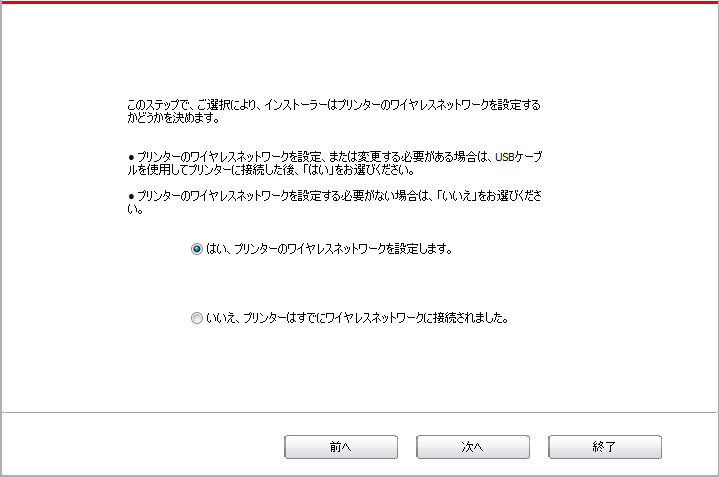 このステップで、ご選択により、インストーラーはプリンターのワイヤレスネットワークを設定する
かどうかを決めます。
● プリンターのワイヤレスネットワークを設定、または変更する必要がある場合は、USBケーブ
ルを使用してプリンターに接続した後、「はい」をお選びください。
● プリンターのワイヤレスネットワークを設定する必要がない場合は、「いいえ」をお選びくださ
い。
はい、プリンターのワイヤレスネットワークを設定します。
いいえ、プリンターはすでにワイヤレスネットワークに接続されました。
前へ
次へ
終了